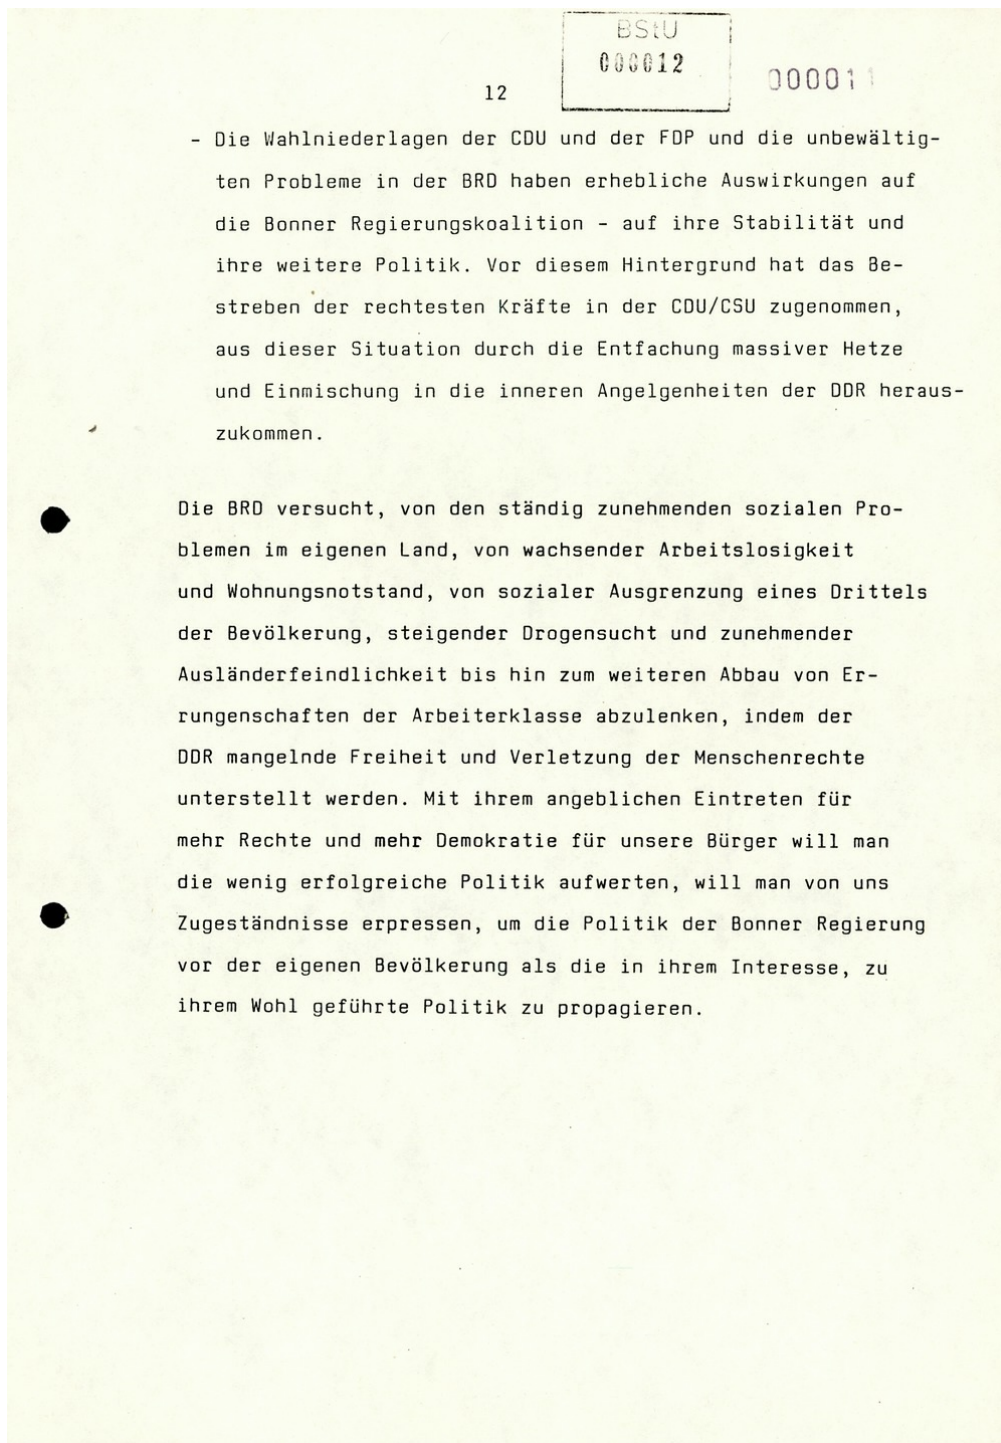 BStU
000012
12
- Die Wahlniederlagen der CDU und der FDP und die unbewältig-
ten Probleme in der BRD haben erhebliche Auswirkungen auf
die Bonner Regierungskoalition - auf ihre Stabilität und
ihre weitere Politik. Vor diesem Hintergrund hat das Be-
streben der rechtesten Kräfte in der CDU/CSU zugenommen,
aus dieser Situation durch die Entfachung massiver Hetze
und Einmischung in die inneren Angelgenheiten der DDR heraus-
zukommen.
Die BRD versucht, von den ständig zunehmenden sozialen Pro-
blemen im eigenen Land, von wachsender Arbeitslosigkeit
und Wohnungsnotstand, von sozialer Ausgrenzung eines Drittels
der Bevölkerung, steigender Drogensucht und zunehmender
Ausländerfeindlichkeit bis hin zum weiteren Abbau von Er-
rungenschaften der Arbeiterklasse abzulenken, indem der
DDR mangelnde Freiheit und Verletzung der Menschenrechte
unterstellt werden. Mit ihrem angeblichen Eintreten für
mehr Rechte und mehr Demokratie für unsere Bürger will man
die wenig erfolgreiche Politik aufwerten, will man von uns
Zugeständnisse erpressen, um die Politik der Bonner Regierung
vor der eigenen Bevölkerung als die in ihrem Interesse, zu
ihrem Wohl geführte Politik zu propagieren.